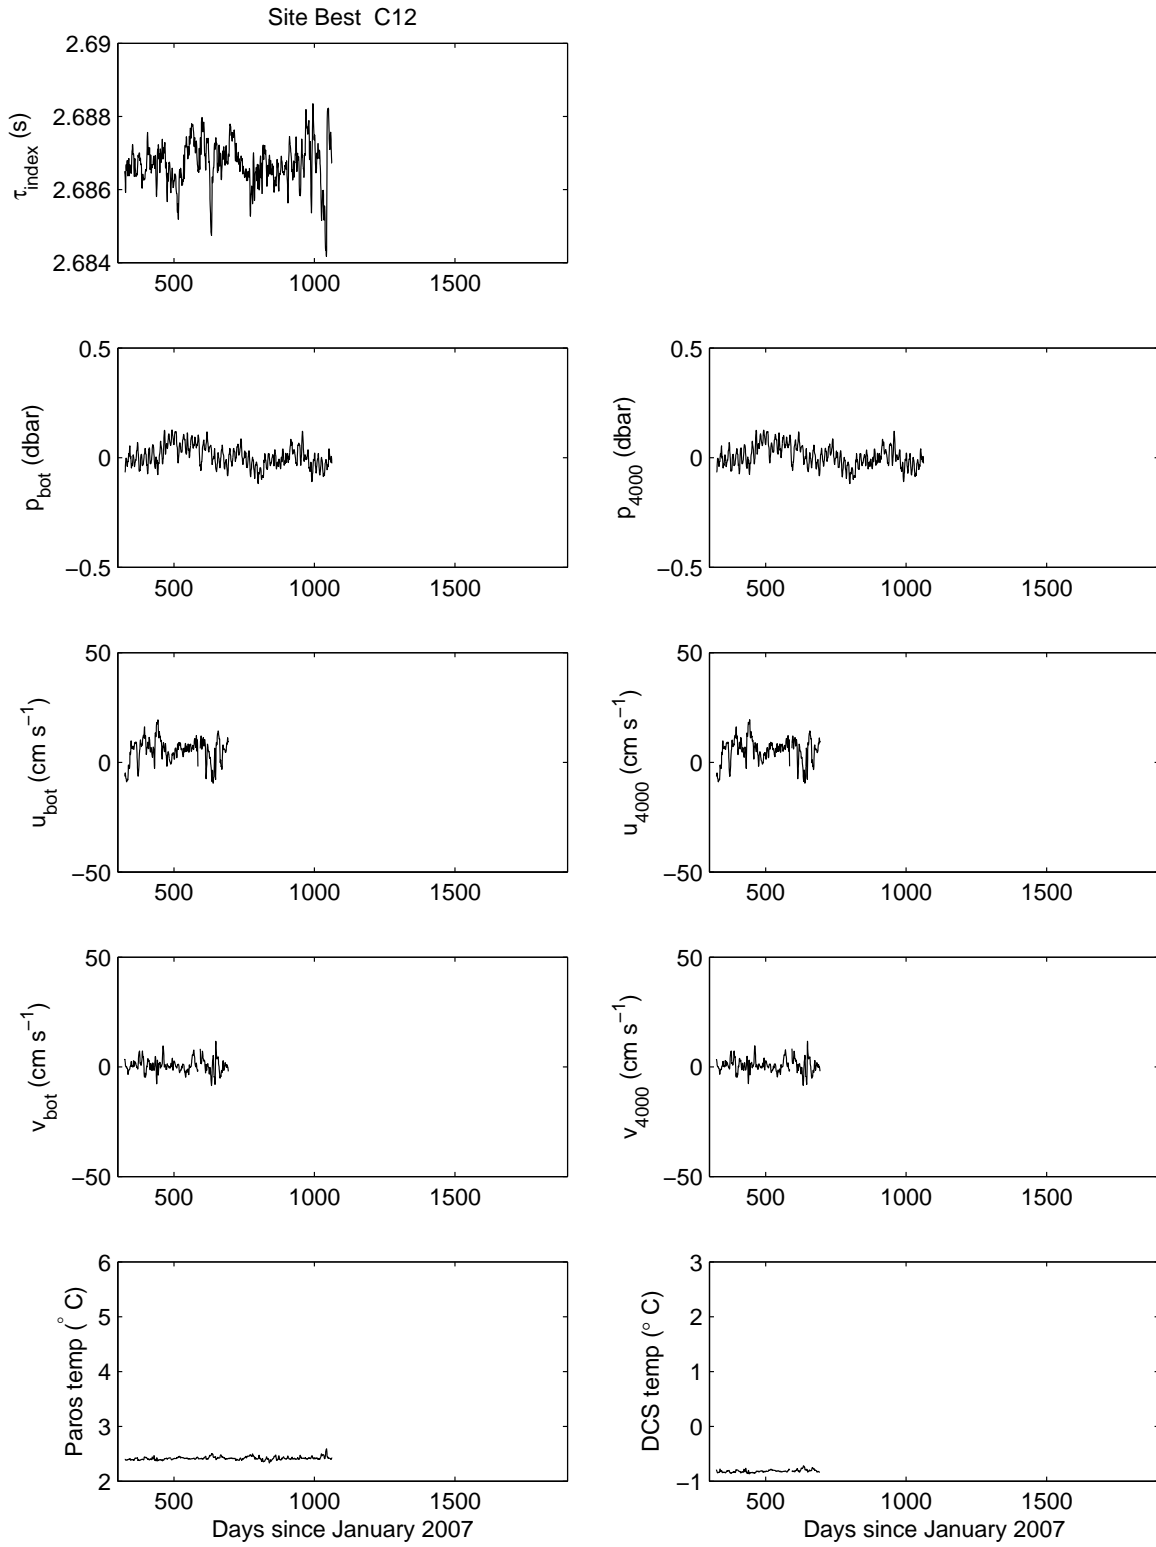 Site Best C12
2.69
2.688
2.686
2.684
τindex (s)
500 1000 1500
0.5
0
−0.5
pbot (dbar)
500 1000 1500
0.5
0
−0.5
p4000 (dbar)
500 1000 1500
50
0
−50
ubot (cm s−1)
500 1000 1500
50
0
−50
u4000 (cm s−1)
500 1000 1500
50
0
−50
vbot (cm s−1)
500 1000 1500
50
0
−50
v4000 (cm s−1)
500 1000 1500
6
5
4
3
2
Paros temp (° C)
500 1000 1500
Days since January 2007
3
2
1
0
−1
DCS temp (° C)
500 1000 1500
Days since January 2007